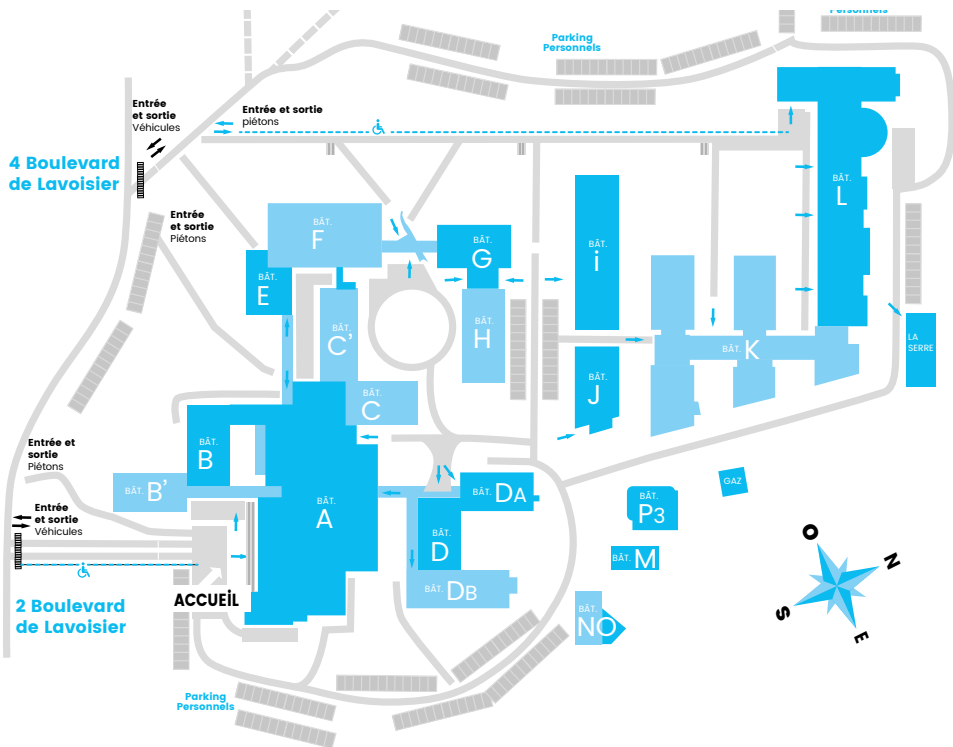 Personnels
Parking
Personnels
Entrée
et sortie
Véhicules
Entrée et sortie
piétons
4 Boulevard
de Lavoisier
Entrée
et sortie
Piétons
BÂT.
F
BÂT.
G
BÂT.
E
BÂT.
i
BÂT.
L
BÂT.
C'
BÂT.
H
BÂT.
K
LA
SERRE
BÂT.
J
BÂT.
C
Entrée et
sortie
Piétons
BÂT.
B
BÂT.
B'
BÂT.
A
BÂT.
DA
BÂT.
D
BÂT.
DB
GAZ
BÂT.
P3
BÂT.
M
BÂT.
NO
Entrée
et sortie
Véhicules
2 Boulevard
de Lavoisier
ACCUEiL
O
N
S
E
Parking
Personnels